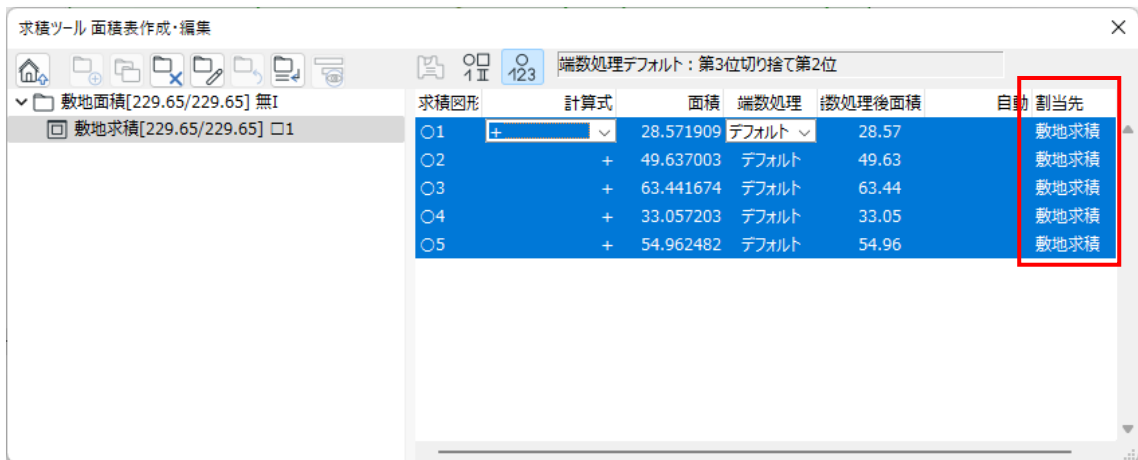 求積ツール 面積表作成・編集
○□ 1 エ
○ 123
端数処理デフォルト：第3位切り捨て第2位
敷地面積[229.65/229.65] 無I
敷地求積[229.65/229.65] □1
求積図形 計算式 面積 端数処理 数処理後面積 自動 割当先
○1 + 28.571909 デフォルト 28.57 敷地求積
○2 + 49.637003 デフォルト 49.63 敷地求積
○3 + 63.441674 デフォルト 63.44 敷地求積
○4 + 33.057203 デフォルト 33.05 敷地求積
○5 + 54.962482 デフォルト 54.96 敷地求積